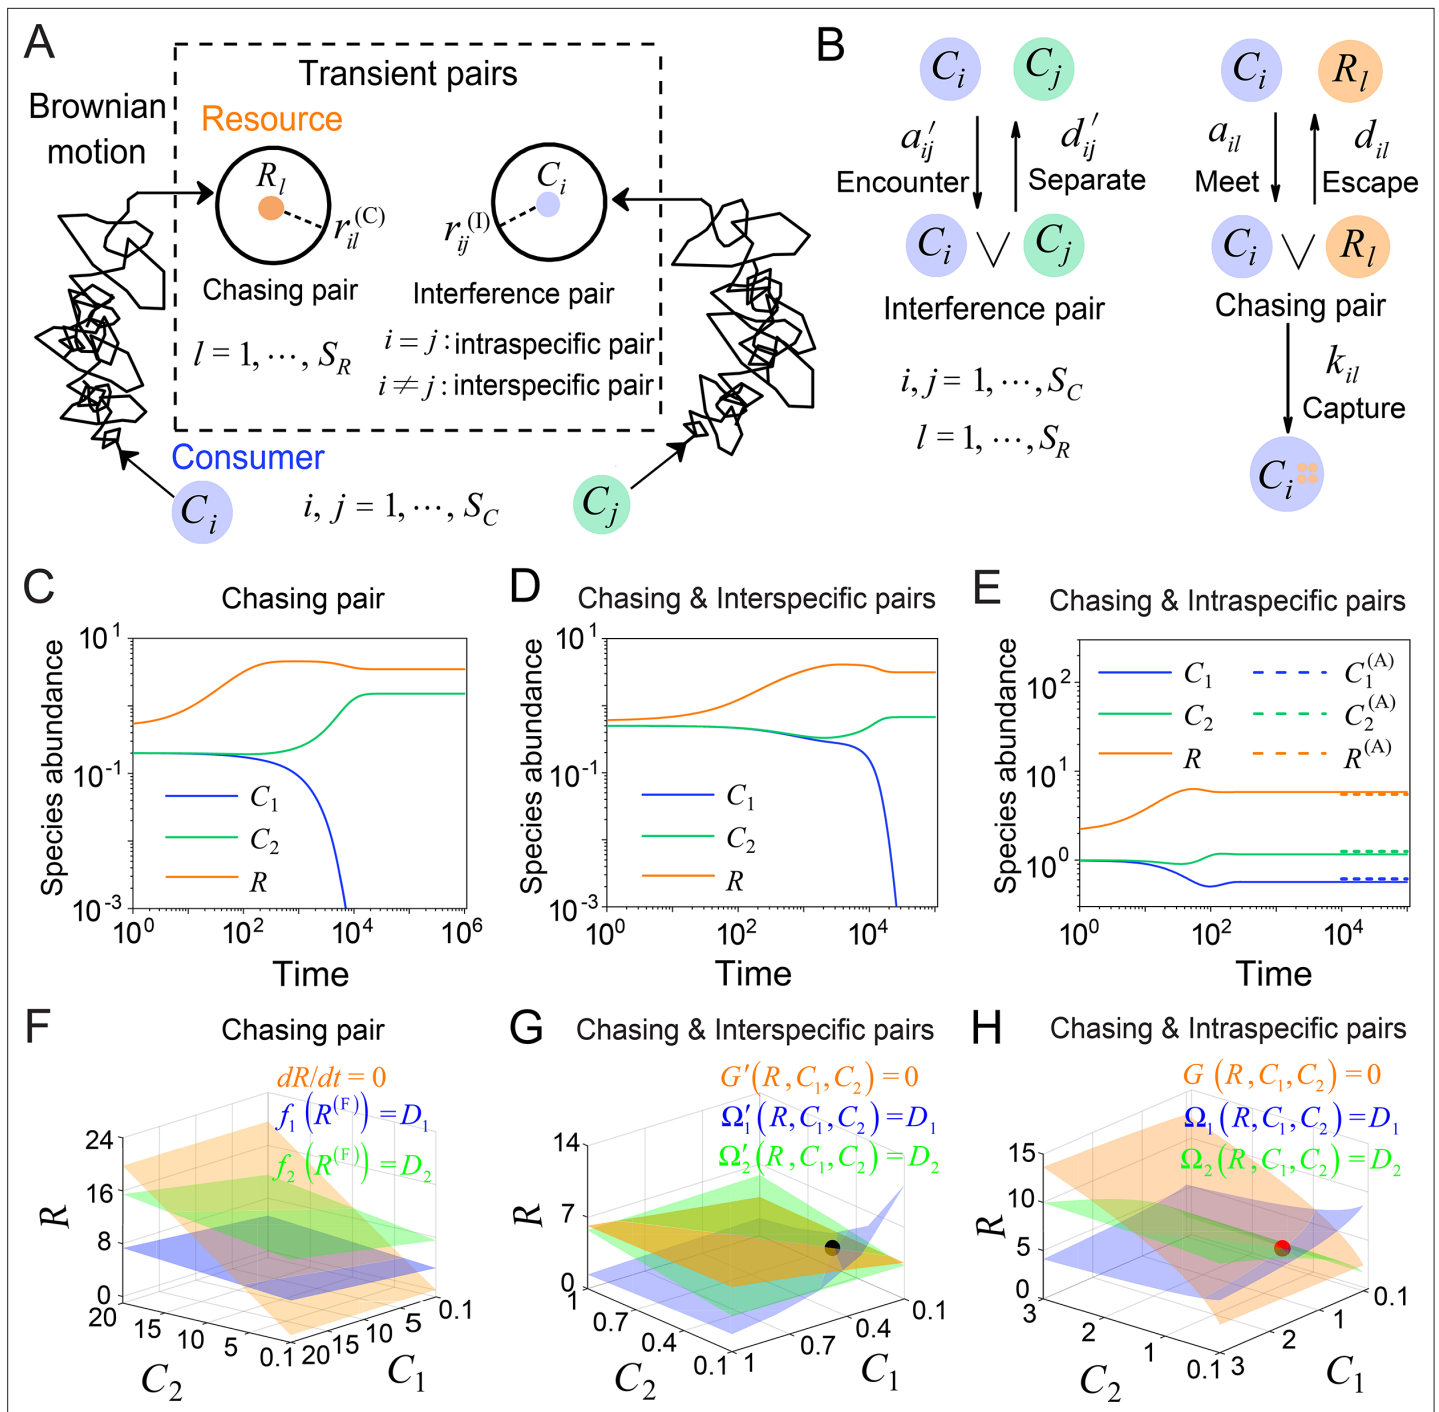 A
Transient pairs
Brownian
motion
Resource
R_l
r_il^(C)
C_i
r_ij^(I)
Chasing pair
Interference pair
l = 1, ⋯, S_R
i = j : intraspecific pair
i ≠ j : interspecific pair
Consumer
C_i
i, j = 1, ⋯, S_C
C_j
B
C_i C_j C_i R_l
a′_ij d′_ij a_il d_il
Encounter Separate Meet Escape
C_i ∨ C_j C_i ∨ R_l
Interference pair Chasing pair
i, j = 1, ⋯, S_C
l = 1, ⋯, S_R
k_il
Capture
C_i
C
Chasing pair
Species abundance
10^1
10^-1
10^-3
C_1
C_2
R
10^0 10^2 10^4 10^6
Time
D
Chasing & Interspecific pairs
Species abundance
10^1
10^-1
10^-3
C_1
C_2
R
10^0 10^2 10^4
Time
E
Chasing & Intraspecific pairs
Species abundance
10^2
10^1
10^0
C_1 C_1^(A)
C_2 C_2^(A)
R R^(A)
10^0 10^2 10^4
Time
F
Chasing pair
dR/dt = 0
f_1(R^(F)) = D_1
f_2(R^(F)) = D_2
R
24
16
8
0
20 15 10 5 0.1
C_2
20 15 10 5 0.1
C_1
G
Chasing & Interspecific pairs
G′(R, C_1, C_2) = 0
Ω′_1(R, C_1, C_2) = D_1
Ω′_2(R, C_1, C_2) = D_2
R
14
7
0
1 0.7 0.4 0.1
C_2
1 0.7 0.4 0.1
C_1
H
Chasing & Intraspecific pairs
G (R, C_1, C_2) = 0
Ω_1(R, C_1, C_2) = D_1
Ω_2(R, C_1, C_2) = D_2
R
15
10
5
0
3 2 1 0.1
C_2
3 2 1 0.1
C_1